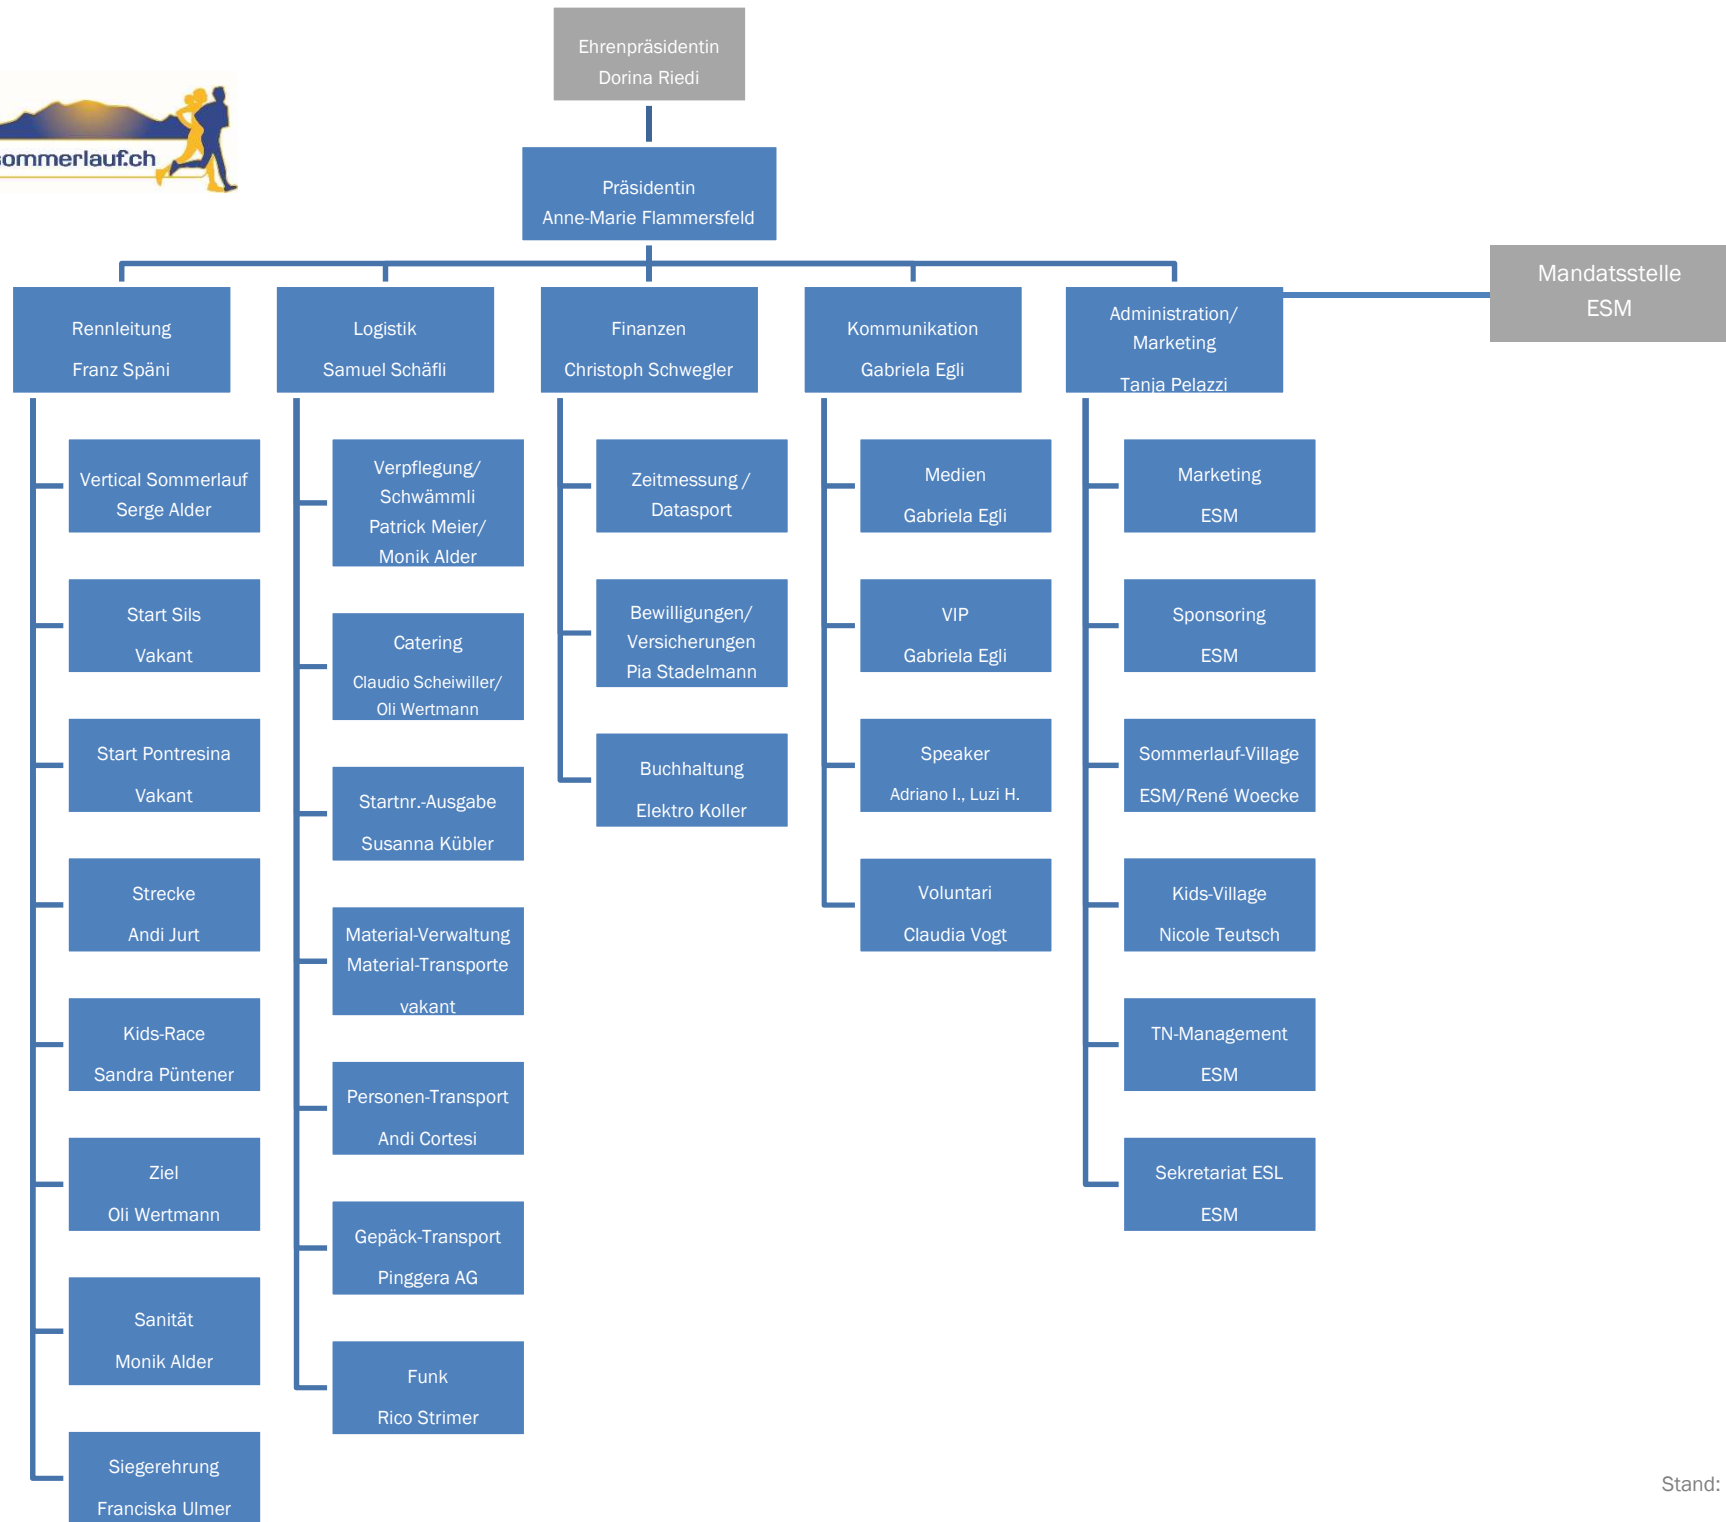 Ehrenpräsidentin
Dorina Riedi
sommerlauf.ch
Präsidentin
Anne-Marie Flammersfeld
Mandatsstelle
ESM
Rennleitung
Franz Späni
Logistik
Samuel Schäfli
Finanzen
Christoph Schwegler
Kommunikation
Gabriela Egli
Administration/
Marketing
Tanja Pelazzi
Vertical Sommerlauf
Serge Alder
Start Sils
Vakant
Start Pontresina
Vakant
Strecke
Andi Jurt
Kids-Race
Sandra Püntener
Ziel
Oli Wertmann
Sanität
Monik Alder
Siegerehrung
Franciska Ulmer
Verpflegung/
Schwämmli
Patrick Meier/
Monik Alder
Catering
Claudio Scheiwiller/
Oli Wertmann
Startnr.-Ausgabe
Susanna Kübler
Material-Verwaltung
Material-Transporte
vakant
Personen-Transport
Andi Cortesi
Gepäck-Transport
Pinggera AG
Funk
Rico Strimer
Zeitmessung /
Datasport
Bewilligungen/
Versicherungen
Pia Stadelmann
Buchhaltung
Elektro Koller
Medien
Gabriela Egli
VIP
Gabriela Egli
Speaker
Adriano I., Luzi H.
Voluntari
Claudia Vogt
Marketing
ESM
Sponsoring
ESM
Sommerlauf-Village
ESM/René Woecke
Kids-Village
Nicole Teutsch
TN-Management
ESM
Sekretariat ESL
ESM
Stand: